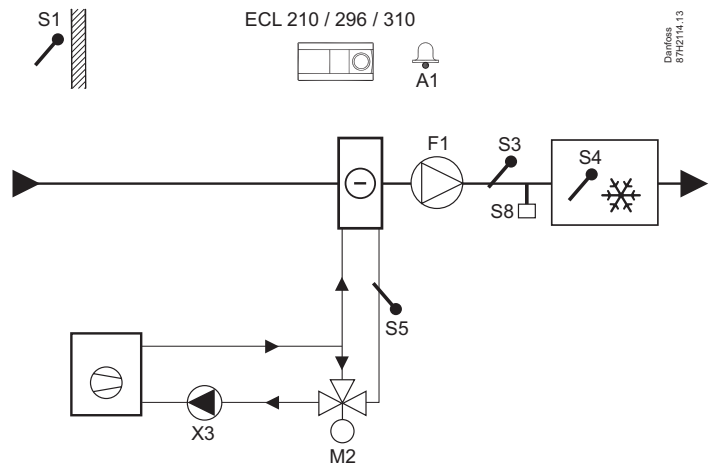 S1
ECL 210 / 296 / 310
A1
Danfoss
87H2114.13
F1
S3
S4
S8
S5
X3
M2